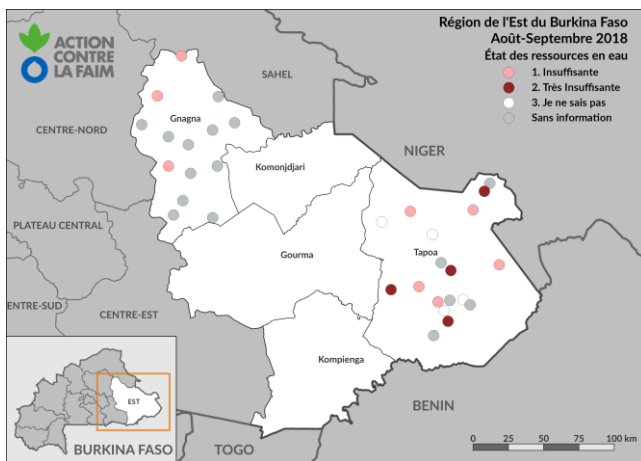 ACTION
CONTRE
LA FAIM
Région de l'Est du Burkina Faso
Août-Septembre 2018
État des ressources en eau
1. Insuffisante
2. Très Insuffisante
3. Je ne sais pas
Sans information
SAHEL
CENTRE-NORD
Gnagna
NIGER
Komonjdjari
PLATEAU CENTRAL
Gourma
Tapoa
ENTRE-SUD
CENTRE-EST
Kompienga
EST
BENIN
BURKINA FASO
TOGO
0 25 50 75 100 km